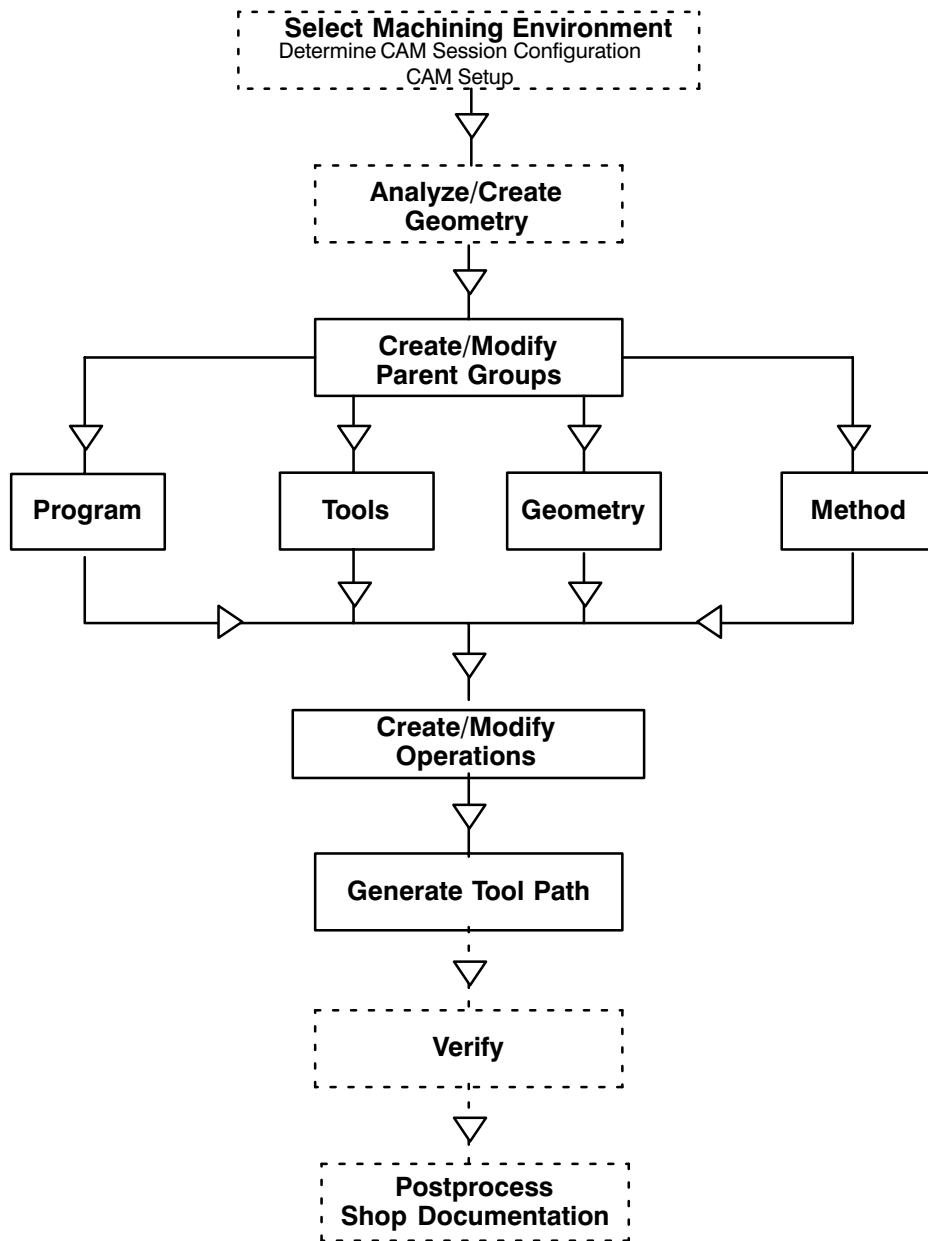 Select Machining Environment
Determine CAM Session Configuration
CAM Setup
Analyze/Create
Geometry
Create/Modify
Parent Groups
Program
Tools
Geometry
Method
Create/Modify
Operations
Generate Tool Path
Verify
Postprocess
Shop Documentation